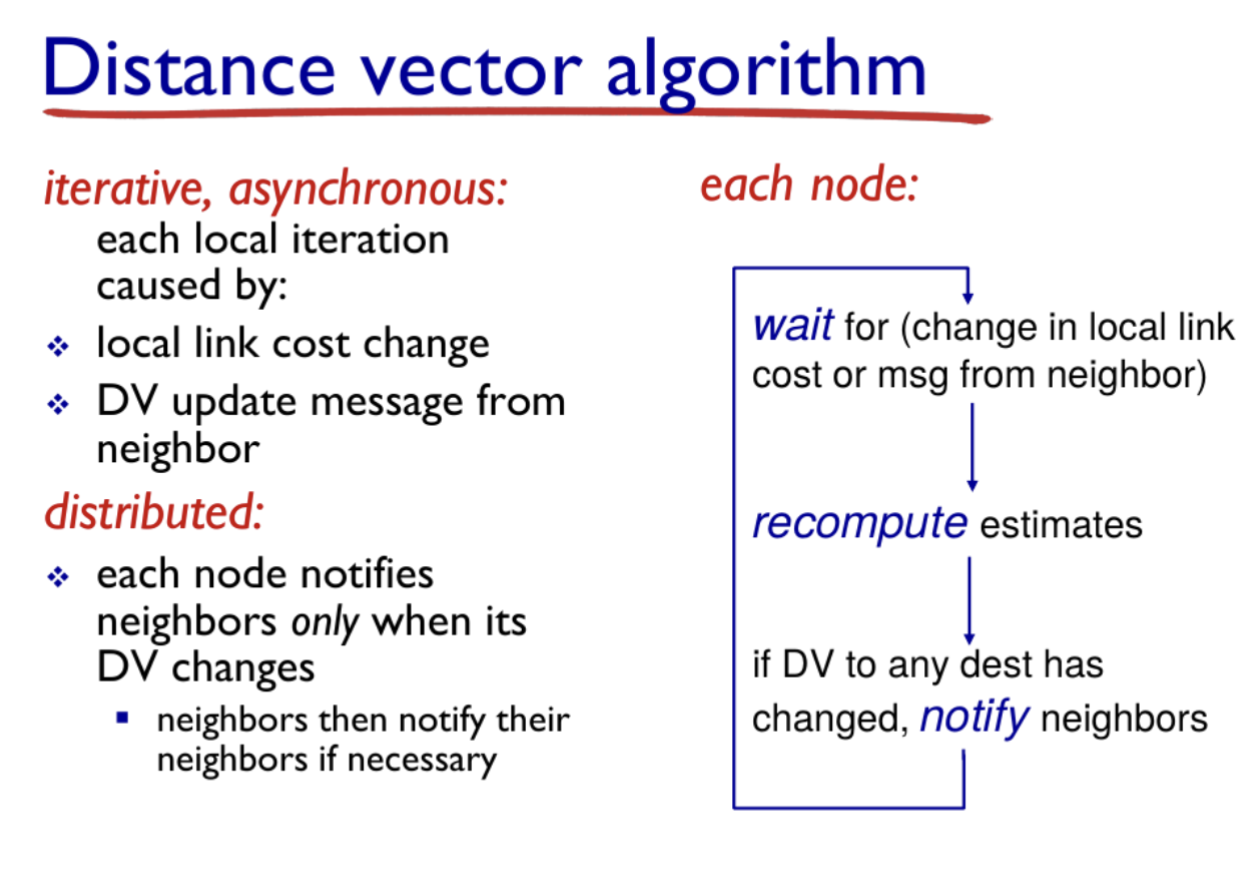 Distance vector algorithm
iterative, asynchronous:
each local iteration
caused by:
local link cost change
DV update message from
neighbor
distributed:
each node notifies
neighbors only when its
DV changes
neighbors then notify their
neighbors if necessary
each node:
wait for (change in local link
cost or msg from neighbor)
recompute estimates
if DV to any dest has
changed, notify neighbors